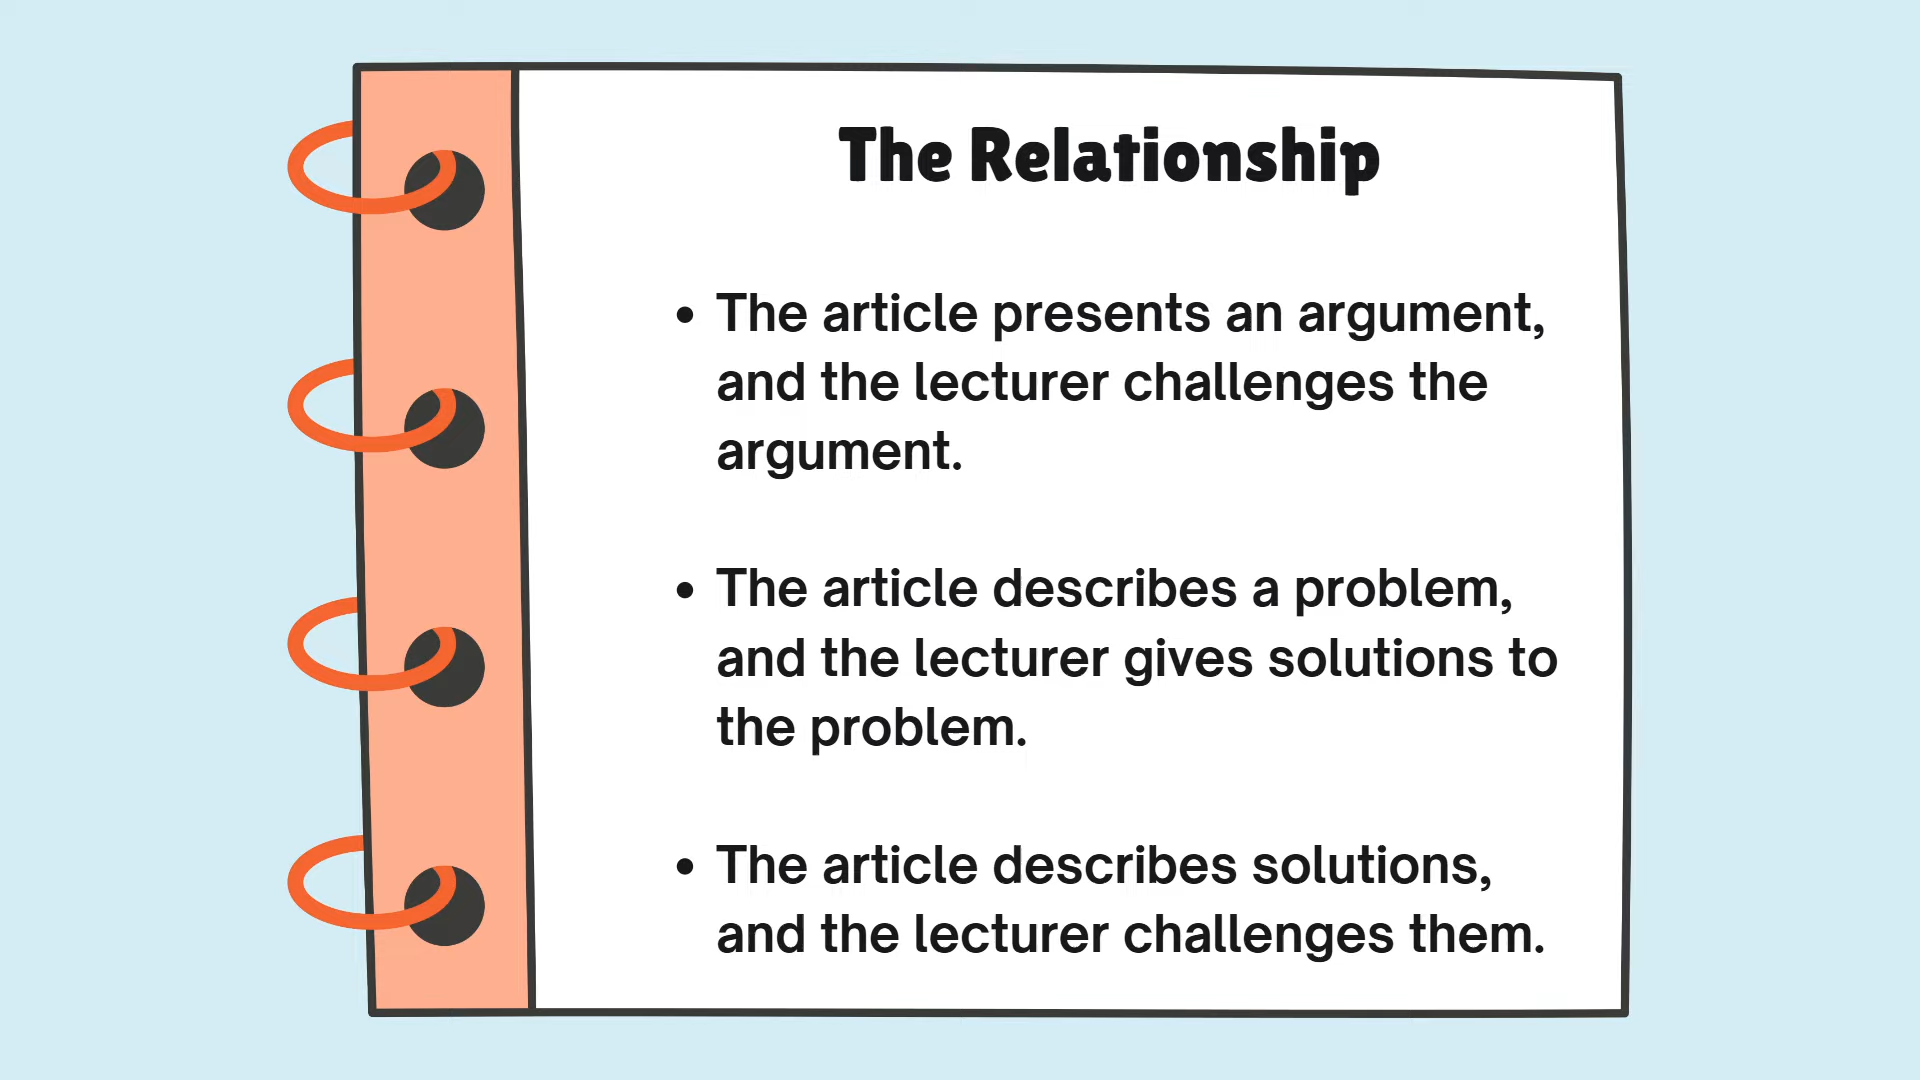 The Relationship
• The article presents an argument,
and the lecturer challenges the
argument.
• The article describes a problem,
and the lecturer gives solutions to
the problem.
• The article describes solutions,
and the lecturer challenges them.